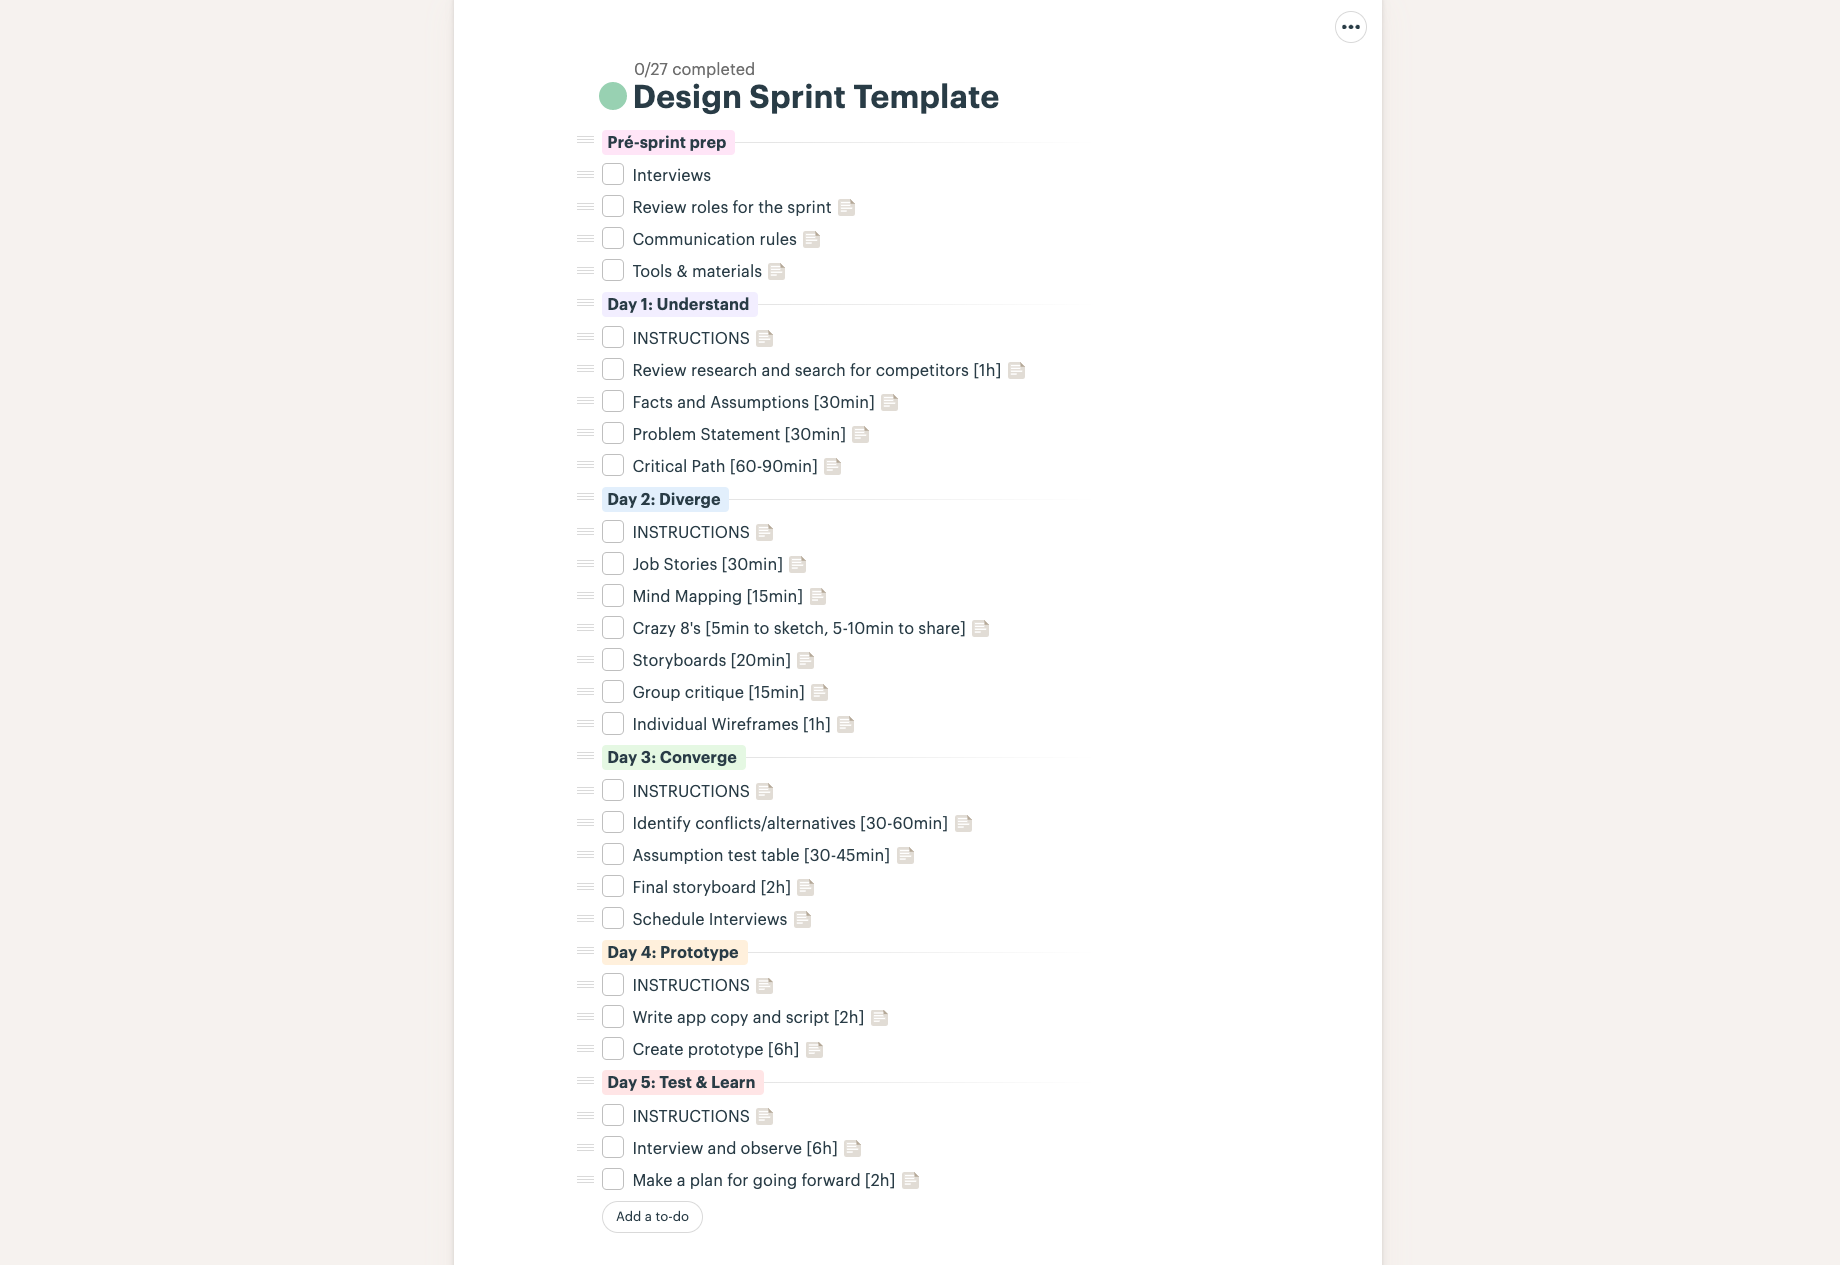 0/27 completed
Design Sprint Template
Pré-sprint prep
Interviews
Review roles for the sprint
Communication rules
Tools & materials
Day 1: Understand
INSTRUCTIONS
Review research and search for competitors [1h]
Facts and Assumptions [30min]
Problem Statement [30min]
Critical Path [60-90min]
Day 2: Diverge
INSTRUCTIONS
Job Stories [30min]
Mind Mapping [15min]
Crazy 8's [5min to sketch, 5-10min to share]
Storyboards [20min]
Group critique [15min]
Individual Wireframes [1h]
Day 3: Converge
INSTRUCTIONS
Identify conflicts/alternatives [30-60min]
Assumption test table [30-45min]
Final storyboard [2h]
Schedule Interviews
Day 4: Prototype
INSTRUCTIONS
Write app copy and script [2h]
Create prototype [6h]
Day 5: Test & Learn
INSTRUCTIONS
Interview and observe [6h]
Make a plan for going forward [2h]
Add a to-do